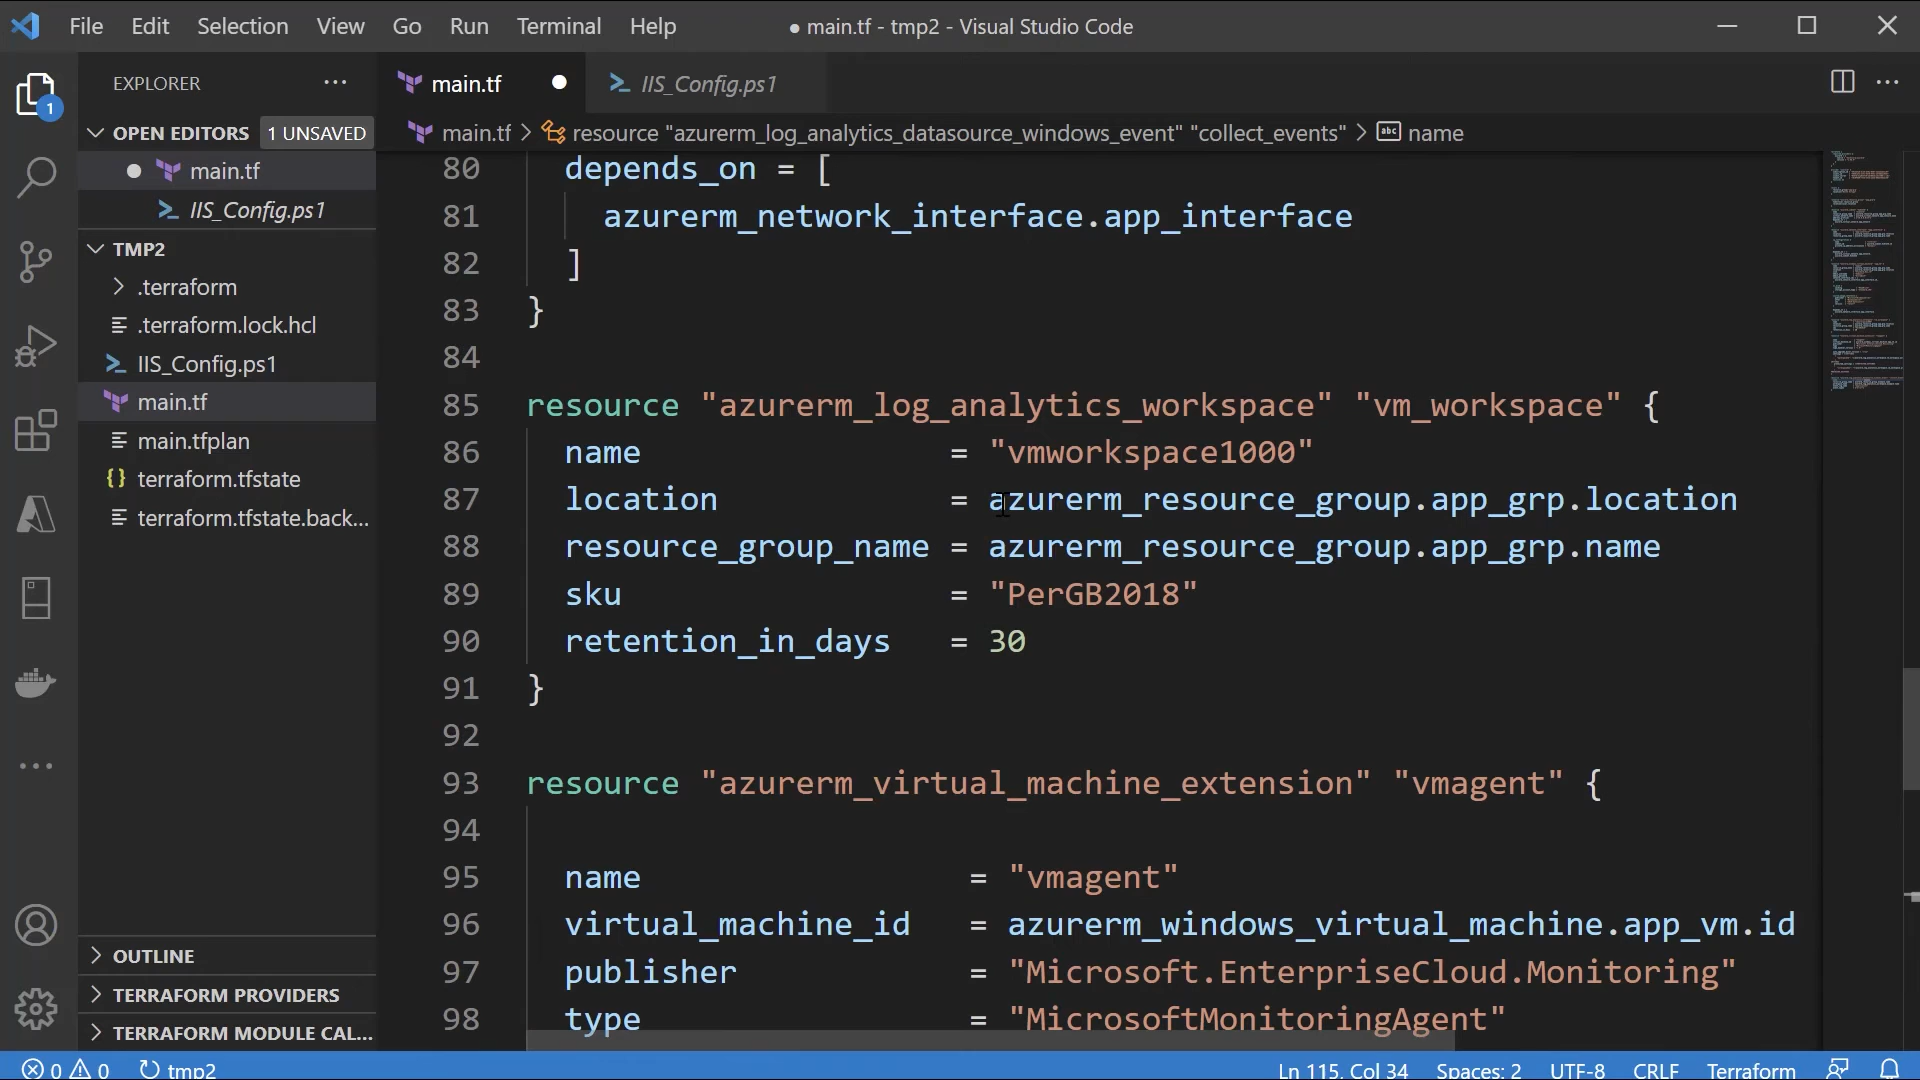 File Edit Selection View Go Run Terminal Help ● main.tf - tmp2 - Visual Studio Code
EXPLORER ···
1
OPEN EDITORS 1 UNSAVED
● main.tf
IIS_Config.ps1
TMP2
.terraform
.terraform.lock.hcl
IIS_Config.ps1
main.tf
main.tfplan
terraform.tfstate
terraform.tfstate.back...
OUTLINE
TERRAFORM PROVIDERS
TERRAFORM MODULE CAL...
main.tf ● IIS_Config.ps1
main.tf > resource "azurerm_log_analytics_datasource_windows_event" "collect_events" > abc name
80 depends_on = [
81 azurerm_network_interface.app_interface
82 ]
83 }
84
85 resource "azurerm_log_analytics_workspace" "vm_workspace" {
86 name = "vmworkspace1000"
87 location = azurerm_resource_group.app_grp.location
88 resource_group_name = azurerm_resource_group.app_grp.name
89 sku = "PerGB2018"
90 retention_in_days = 30
91 }
92
93 resource "azurerm_virtual_machine_extension" "vmagent" {
94
95 name = "vmagent"
96 virtual_machine_id = azurerm_windows_virtual_machine.app_vm.id
97 publisher = "Microsoft.EnterpriseCloud.Monitoring"
98 type = "MicrosoftMonitoringAgent"
0 0 tmp2 Ln 115, Col 34 Spaces: 2 UTF-8 CRLF Terraform